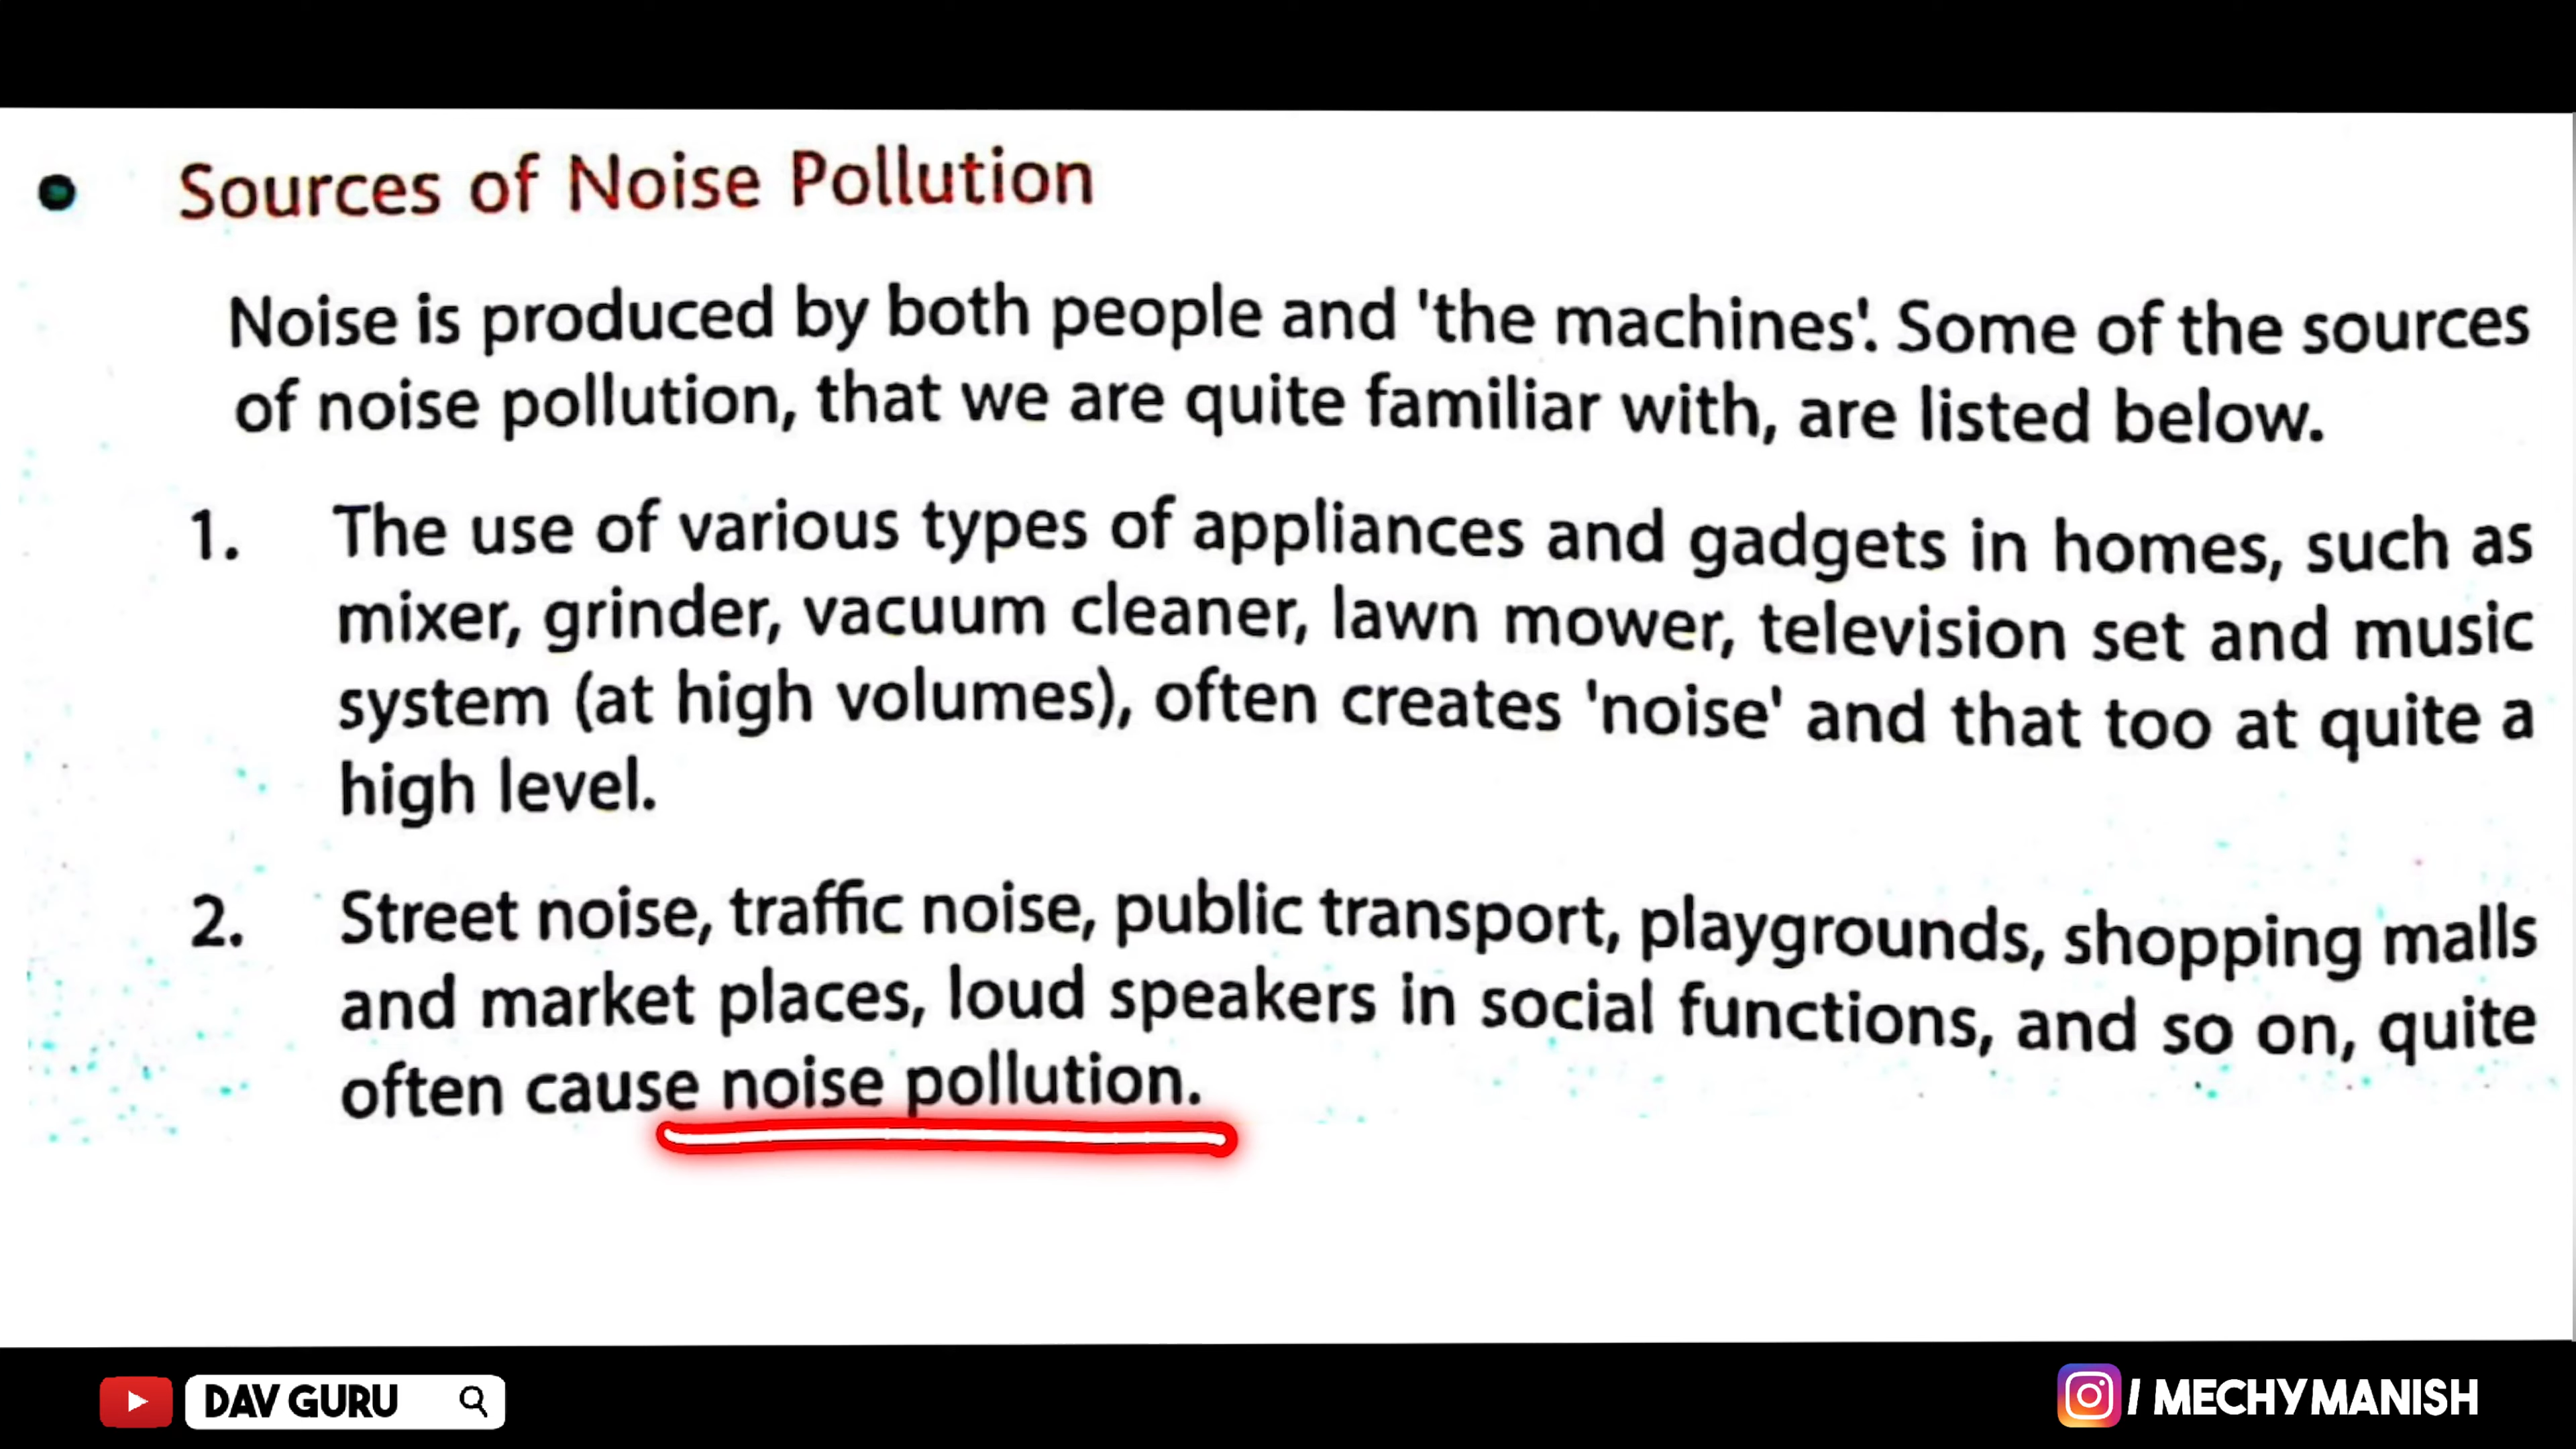 • Sources of Noise Pollution
Noise is produced by both people and 'the machines'. Some of the sources
of noise pollution, that we are quite familiar with, are listed below.
1. The use of various types of appliances and gadgets in homes, such as
mixer, grinder, vacuum cleaner, lawn mower, television set and music
system (at high volumes), often creates 'noise' and that too at quite a
high level.
2. Street noise, traffic noise, public transport, playgrounds, shopping malls
and market places, loud speakers in social functions, and so on, quite
often cause noise pollution.
DAV GURU
/ MECHYMANISH